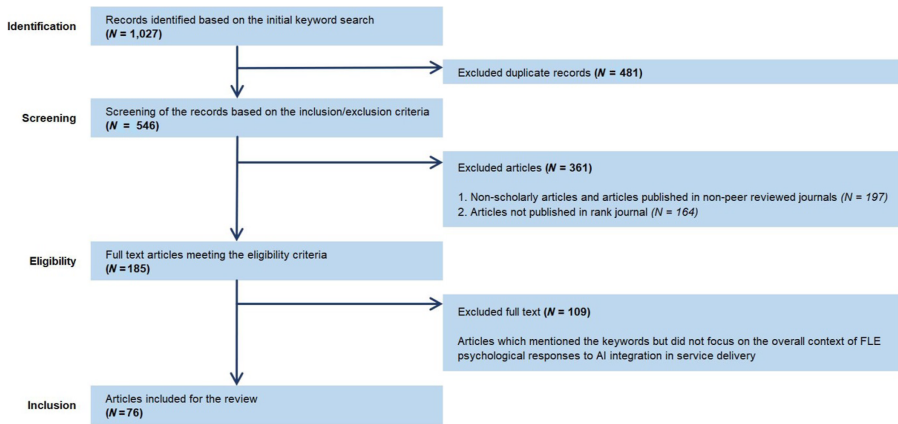 Identification
Records identified based on the initial keyword search
(N = 1,027)
Excluded duplicate records (N = 481)
Screening
Screening of the records based on the inclusion/exclusion criteria
(N = 546)
Excluded articles (N = 361)
1. Non-scholarly articles and articles published in non-peer reviewed journals (N = 197)
2. Articles not published in rank journal (N = 164)
Eligibility
Full text articles meeting the eligibility criteria
(N = 185)
Excluded full text (N = 109)
Articles which mentioned the keywords but did not focus on the overall context of FLE
psychological responses to AI integration in service delivery
Inclusion
Articles included for the review
(N = 76)